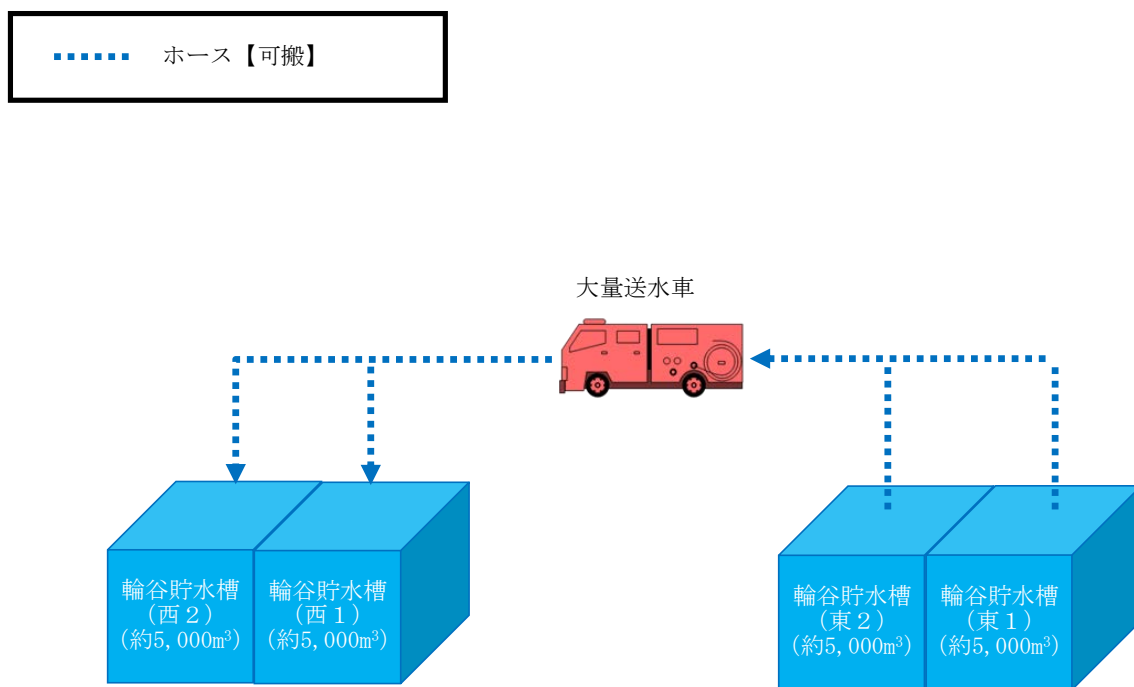 ホース【可搬】
大量送水車
輪谷貯水槽
(西２)
(約5,000m³)
輪谷貯水槽
(西１)
(約5,000m³)
輪谷貯水槽
(東２)
(約5,000m³)
輪谷貯水槽
(東１)
(約5,000m³)